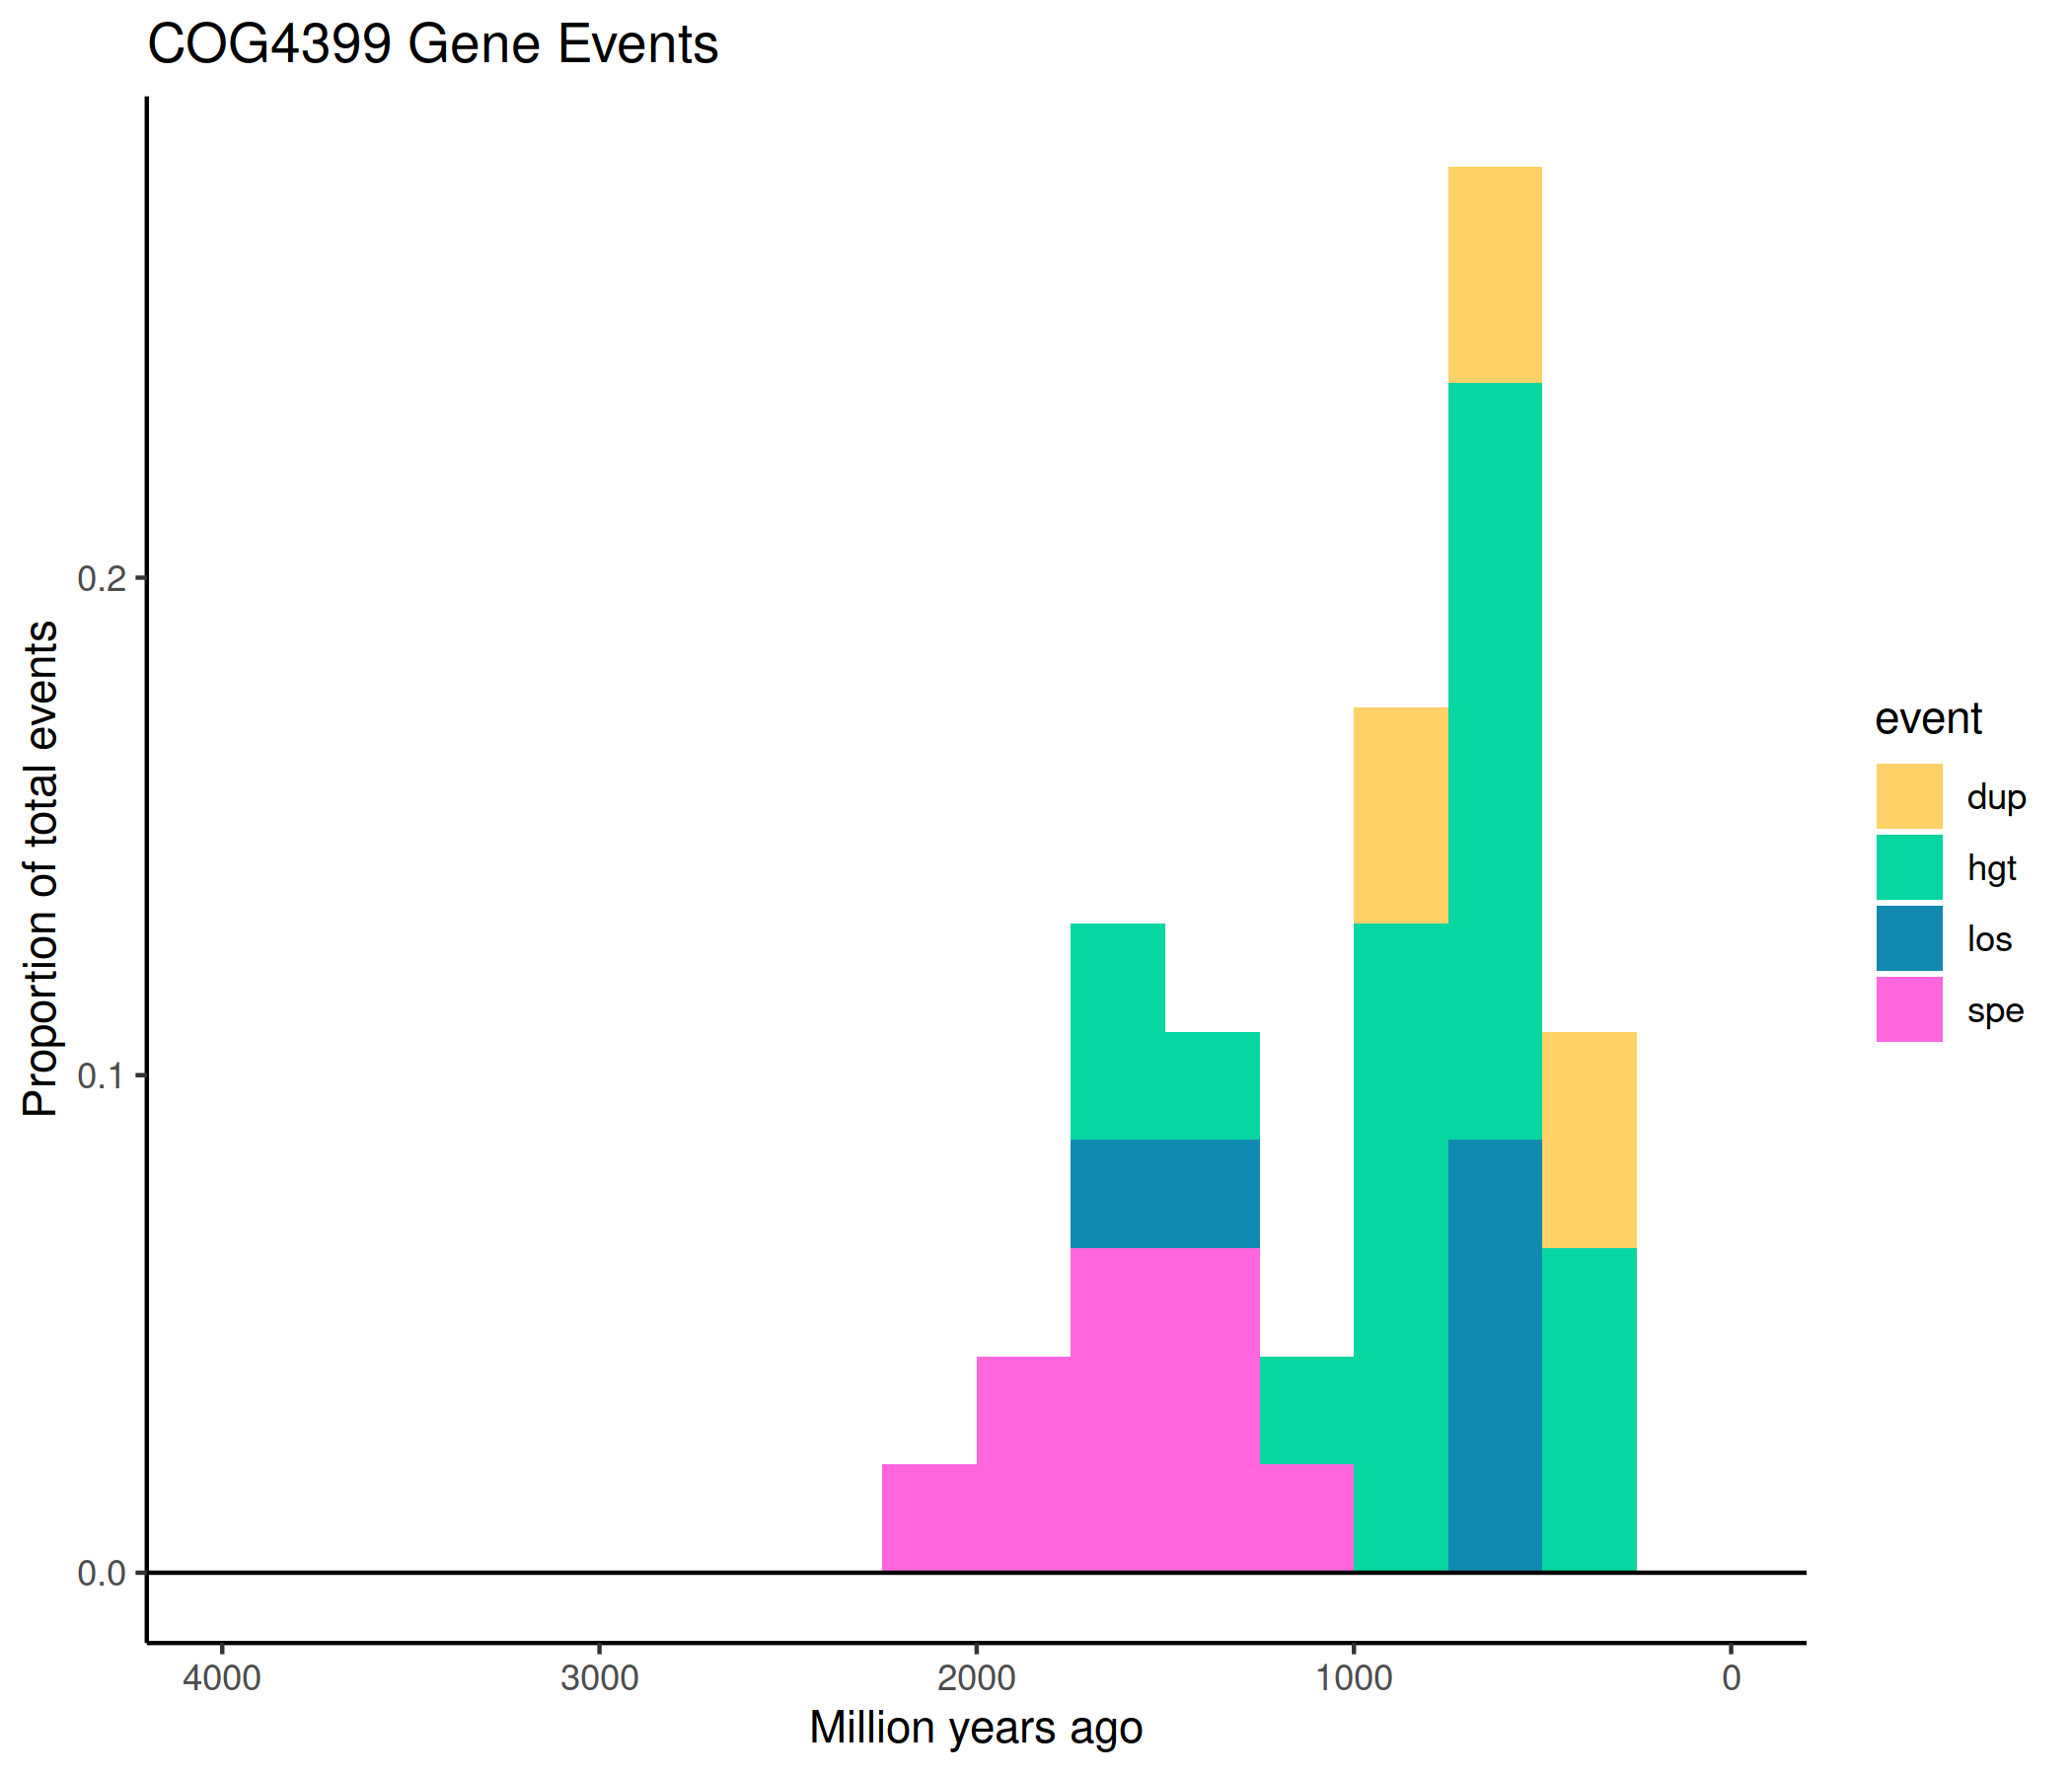 COG4399 Gene Events
Proportion of total events
0.2
0.1
0.0
4000 3000 2000 1000 0
Million years ago
event
dup
hgt
los
spe